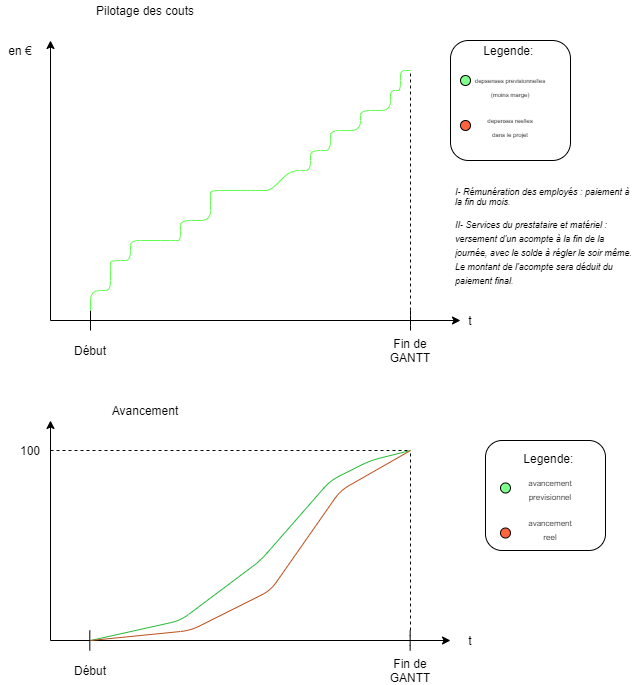 Pilotage des couts
en €
Legende:
depsenses previsionnelles
(moins marge)
depenses reelles
dans le projet
I- Rémunération des employés : paiement à
la fin du mois.
II- Services du prestataire et matériel :
versement d'un acompte à la fin de la
journée, avec le solde à régler le soir même.
Le montant de l'acompte sera déduit du
paiement final.
t
Début
Fin de
GANTT
Avancement
100
Legende:
avancement
previsionnel
avancement
reel
t
Début
Fin de
GANTT